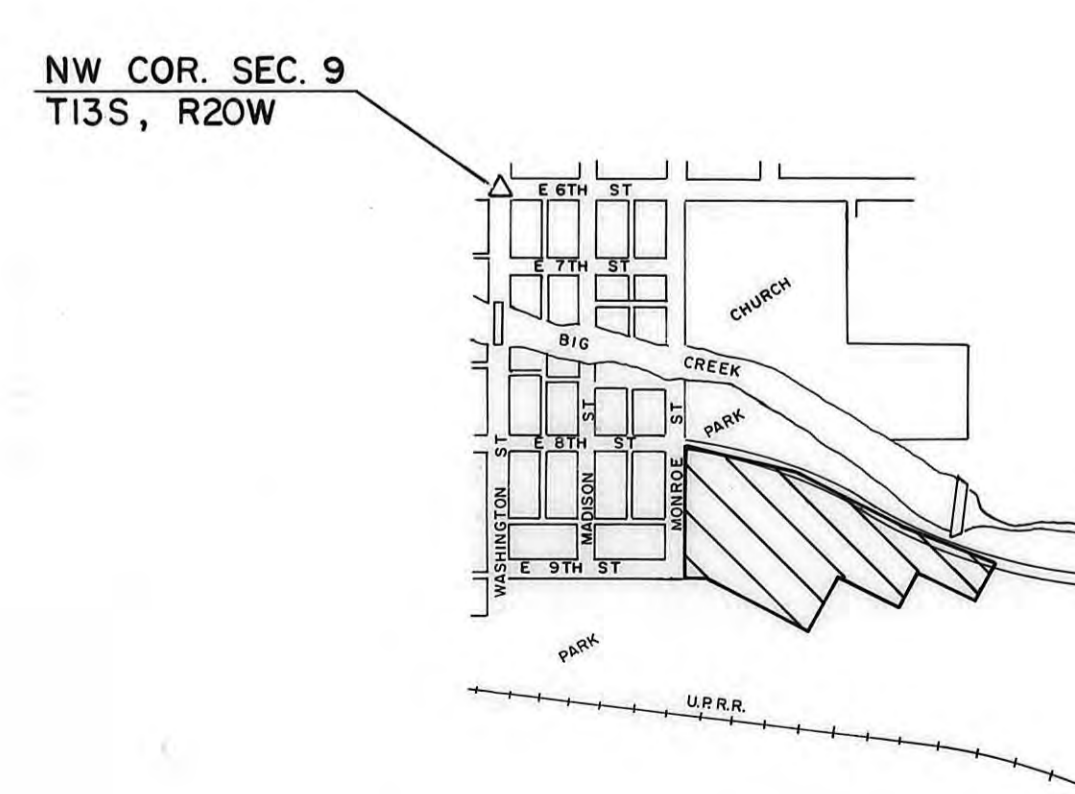 NW COR. SEC. 9
T13S, R20W
E 6TH ST
E 7TH ST
CHURCH
BIG CREEK
PARK
E 8TH ST
WASHINGTON ST
MADISON ST
MONROE ST
E 9TH ST
PARK
U.P.R.R.